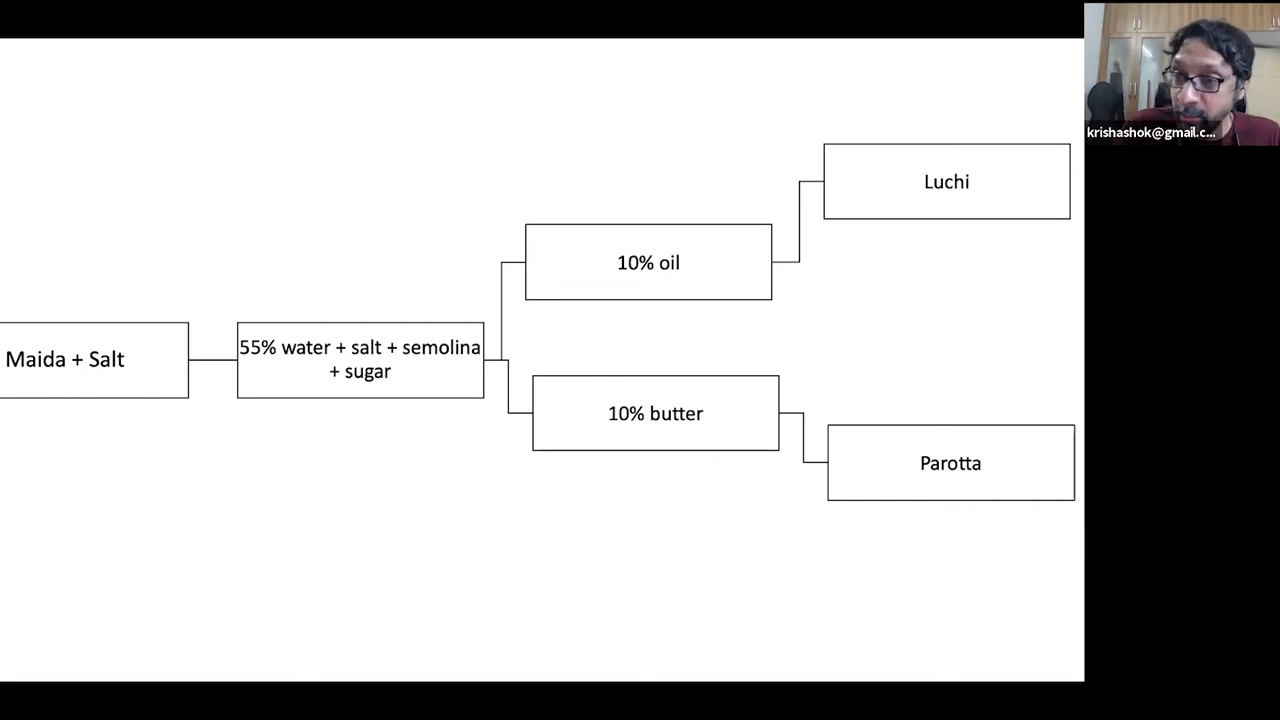 krishashok@gmail.c...
Luchi
10% oil
Maida + Salt
55% water + salt + semolina
+ sugar
10% butter
Parotta